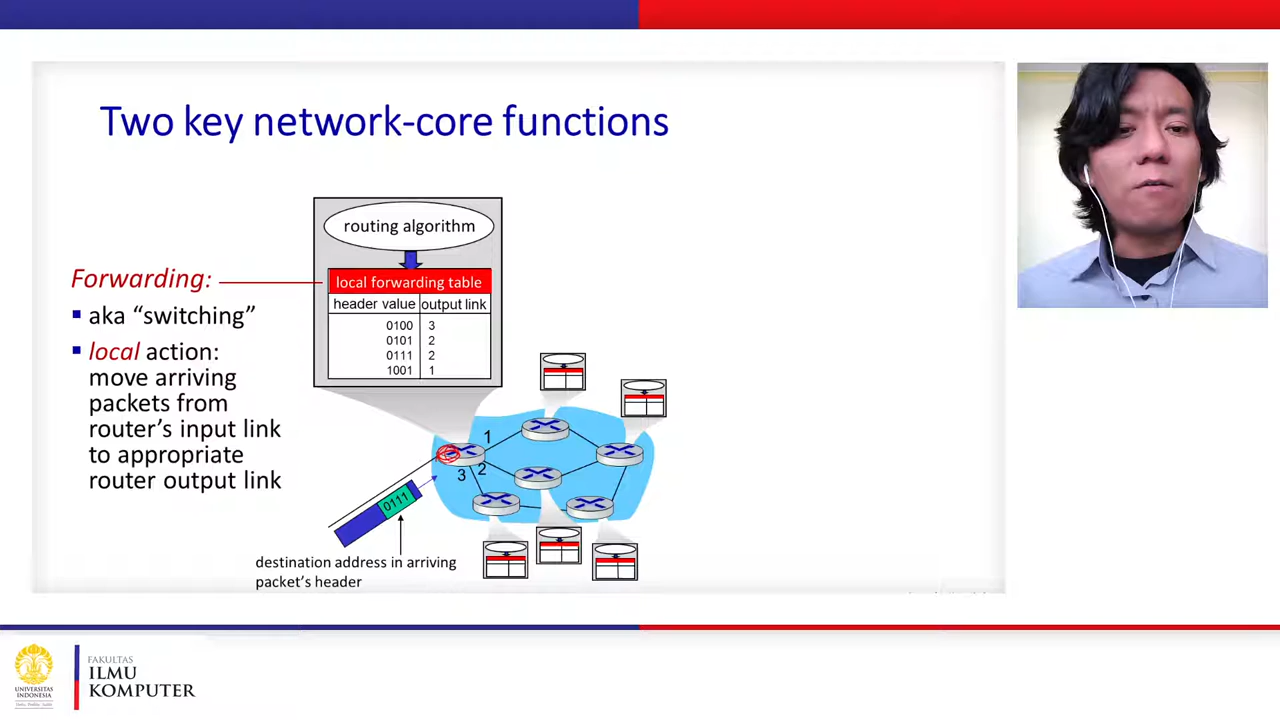 Two key network-core functions
routing algorithm
local forwarding table
header value output link
0100 3
0101 2
0111 2
1001 1
Forwarding:
aka “switching”
local action:
move arriving
packets from
router’s input link
to appropriate
router output link
1
2
3
0111
destination address in arriving
packet’s header
UNIVERSITAS
INDONESIA
FAKULTAS
ILMU
KOMPUTER